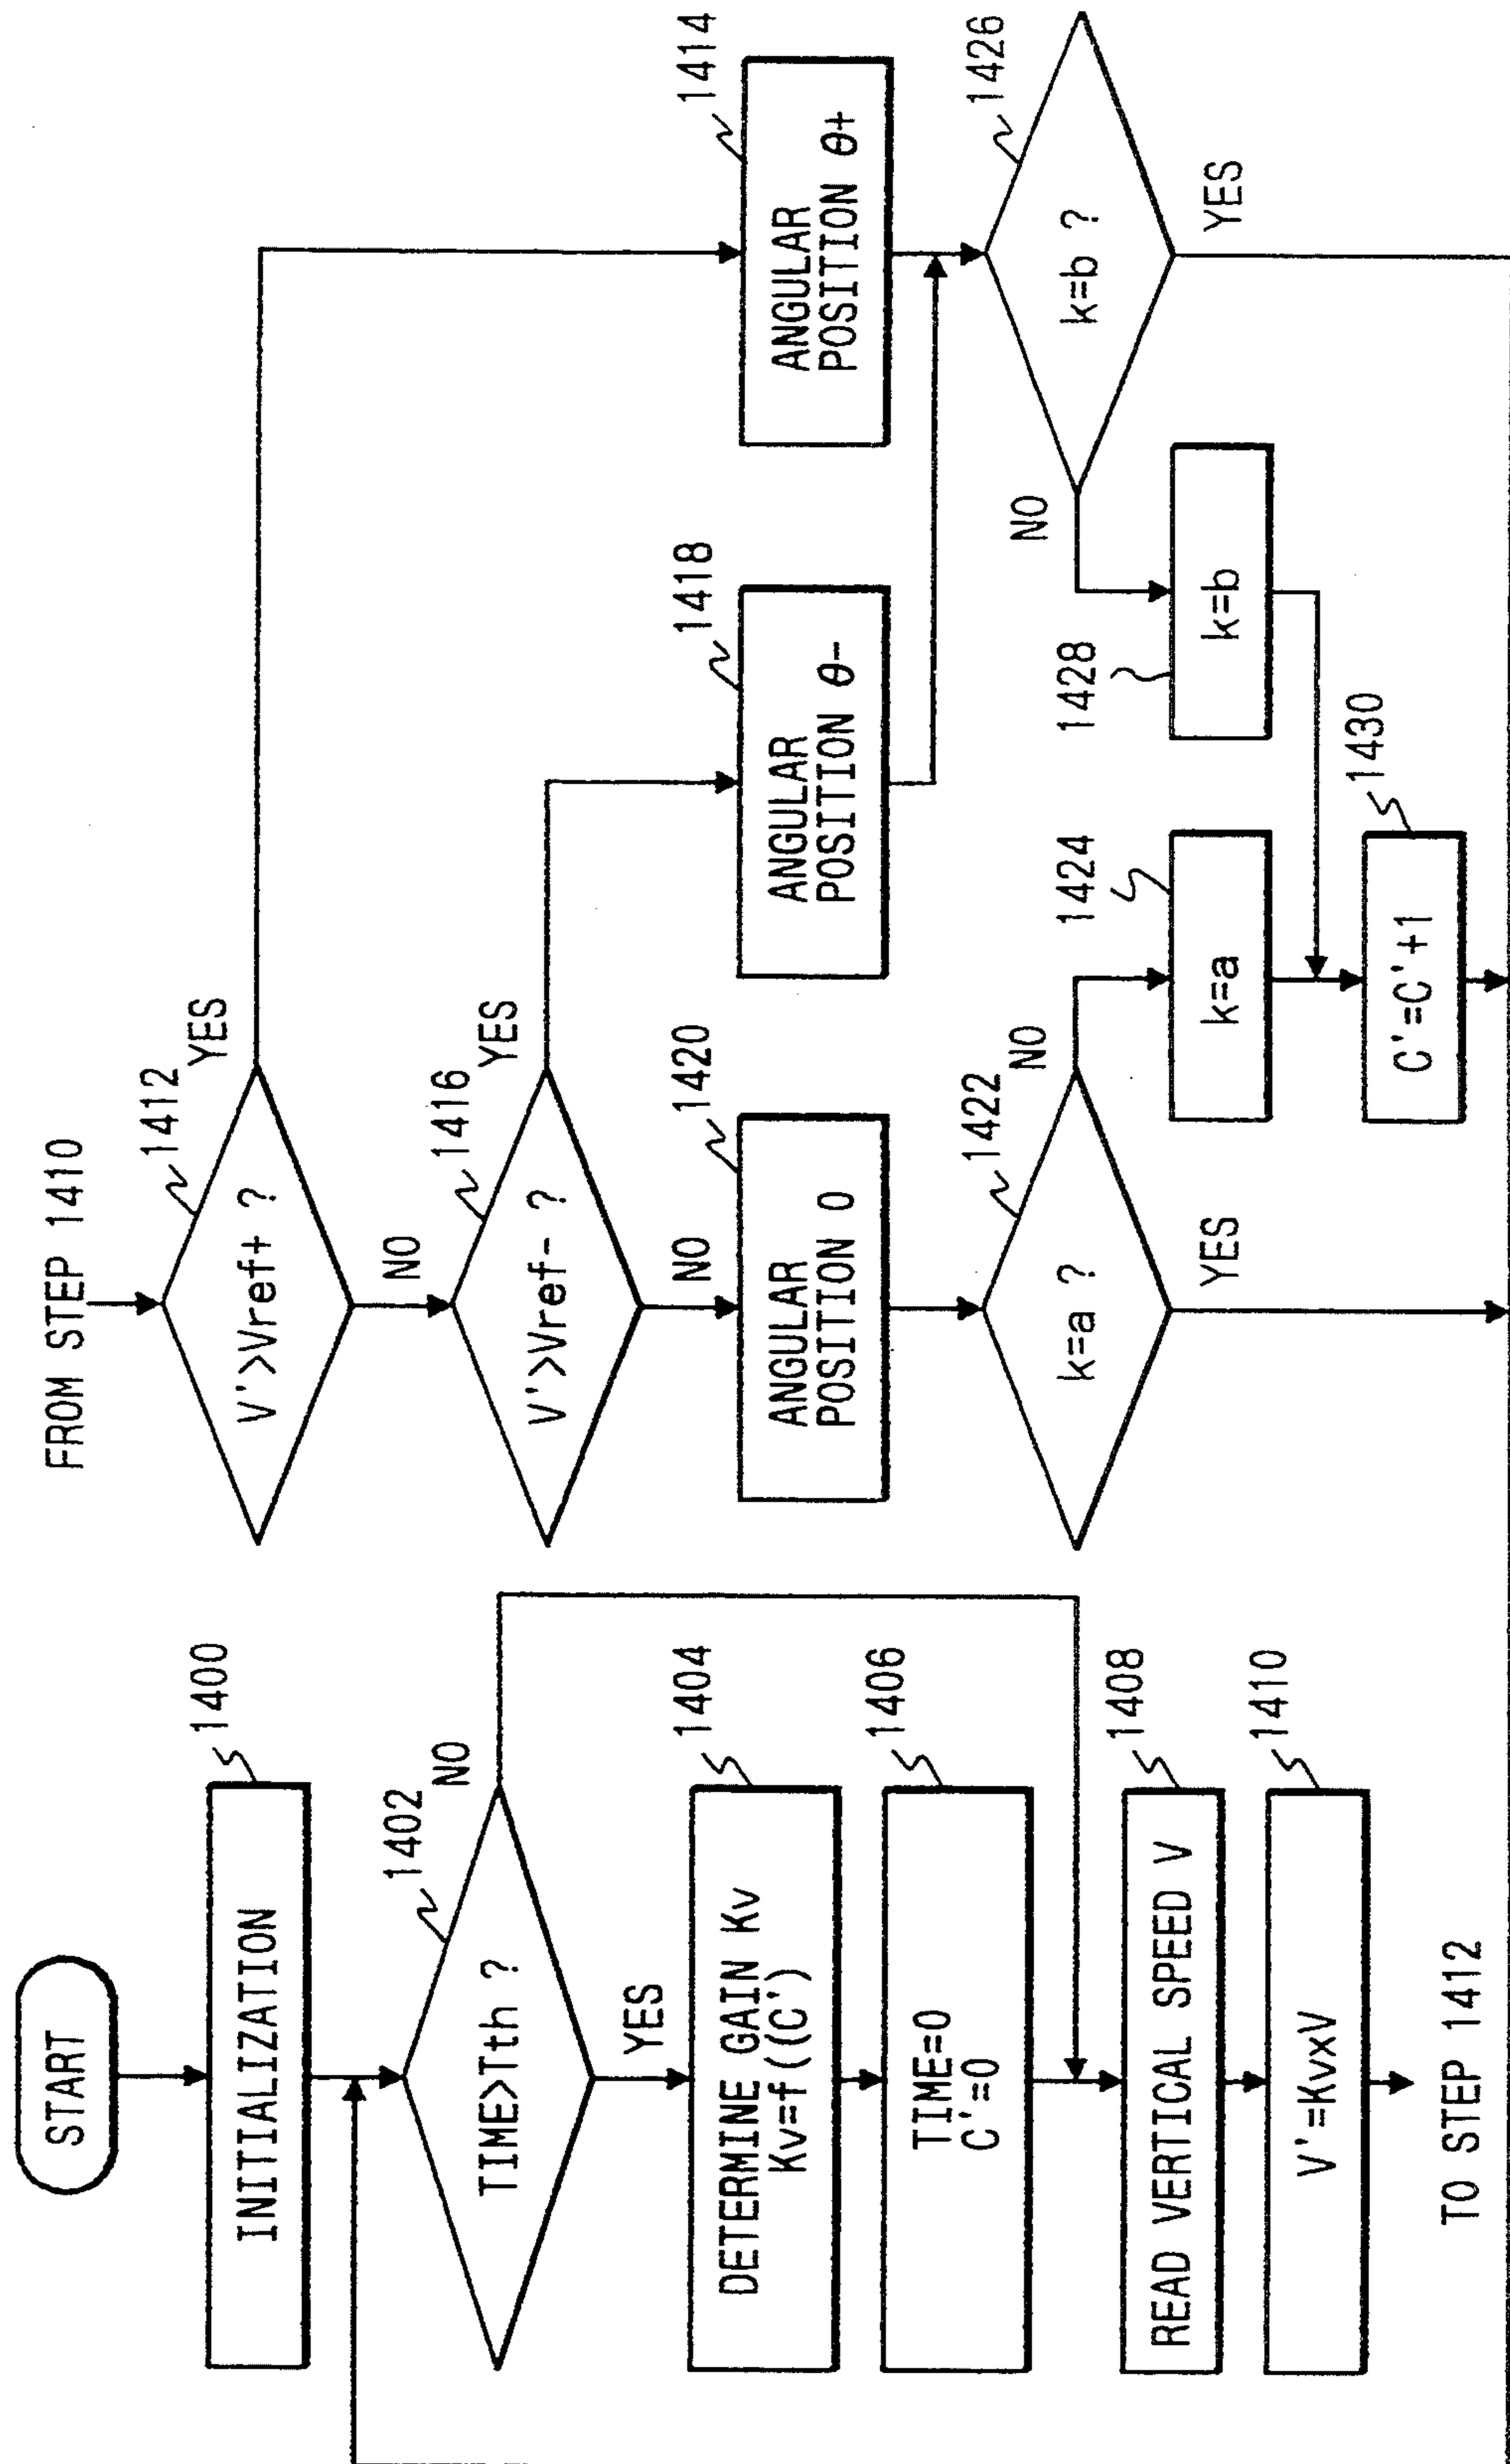 START
INITIALIZATION
1400
TIME>Tth ?
1402
NO
YES
DETERMINE GAIN Kv
Kv=f((C')
1404
TIME=0
C'=0
1406
READ VERTICAL SPEED V
1408
V'=KvxV
1410
TO STEP 1412
FROM STEP 1410
V'>Vref+ ?
1412
YES
NO
V'>Vref- ?
1416
YES
NO
ANGULAR
POSITION 0
1420
ANGULAR
POSITION θ-
1418
ANGULAR
POSITION θ+
1414
k=a ?
1422
NO
YES
k=a
1424
k=b ?
1426
NO
YES
k=b
1428
C'=C'+1
1430